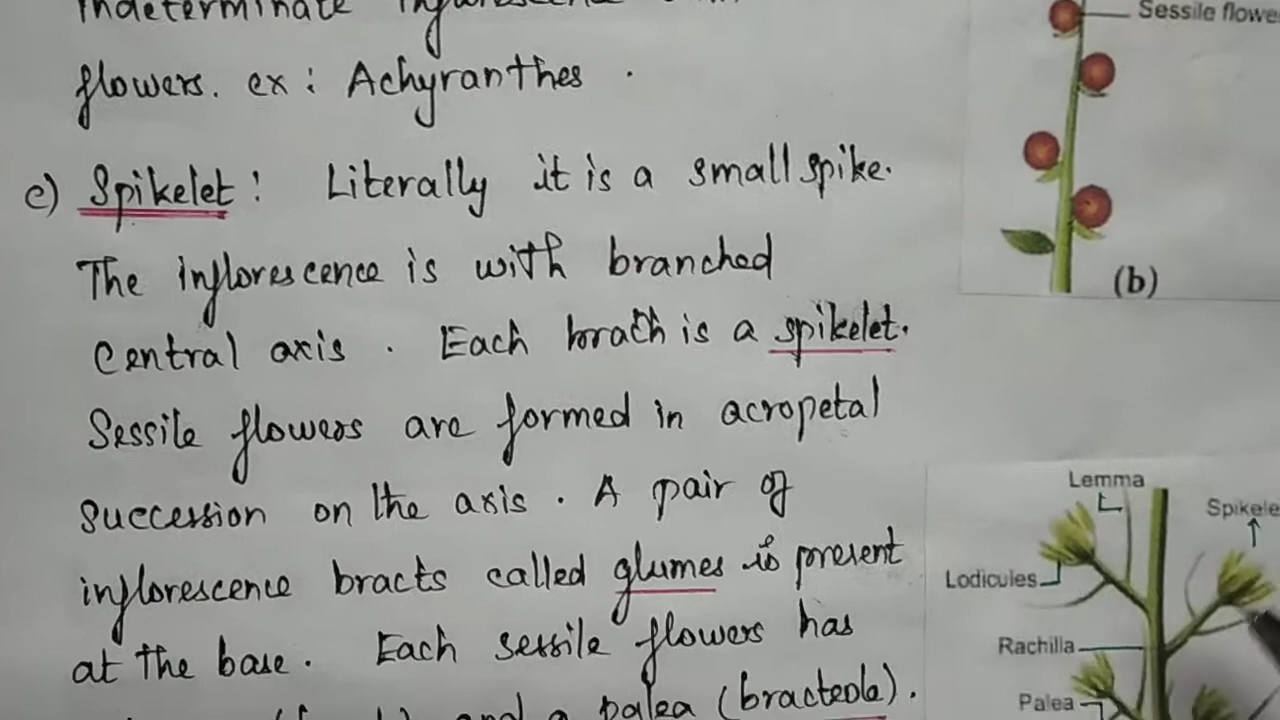 indeterminate inflorescence
flowers. ex: Achyranthes .
c) Spikelet: Literally it is a small spike.
The inflorescence is with branched
central axis . Each brach is a spikelet.
Sessile flowers are formed in acropetal
succession on the axis . A pair of
inflorescence bracts called glumes is present
at the base . Each sessile flowers has
and a palea (bracteole).
Sessile flowe
(b)
Lemma
Spikele
Lodicules
Rachilla
Palea